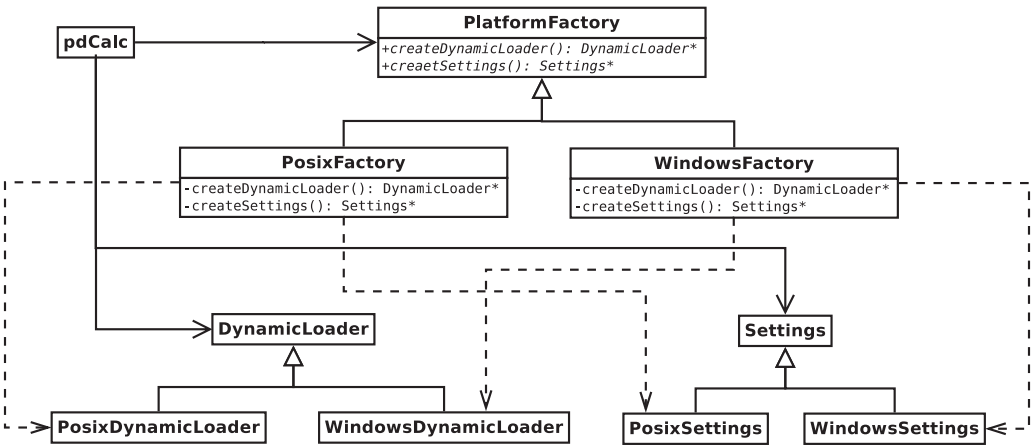 PlatformFactory
pdCalc
+createDynamicLoader(): DynamicLoader*
+creaetSettings(): Settings*
PosixFactory
WindowsFactory
-createDynamicLoader(): DynamicLoader*
-createSettings(): Settings*
-createDynamicLoader(): DynamicLoader*
-createSettings(): Settings*
DynamicLoader
Settings
PosixDynamicLoader
WindowsDynamicLoader
PosixSettings
WindowsSettings